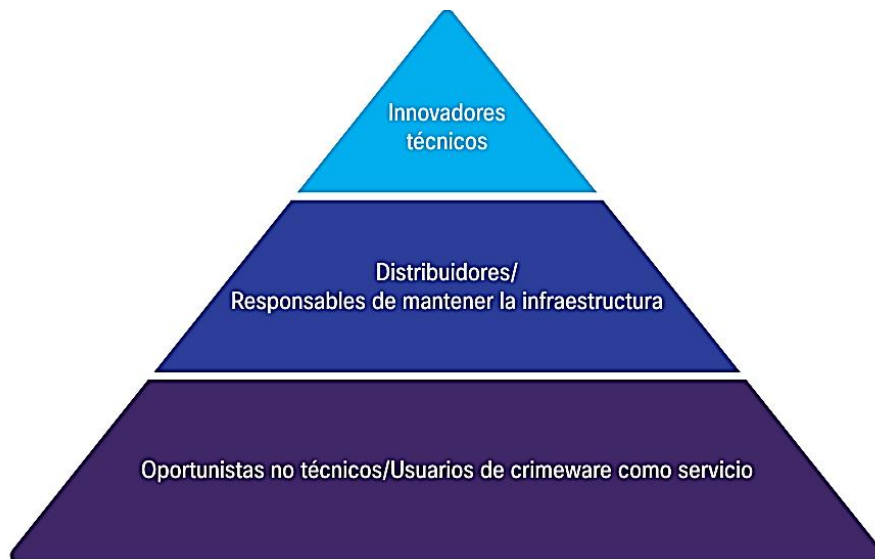 Innovadores
técnicos
Distribuidores/
Responsables de mantener la infraestructura
Oportunistas no técnicos/Usuarios de crimeware como servicio